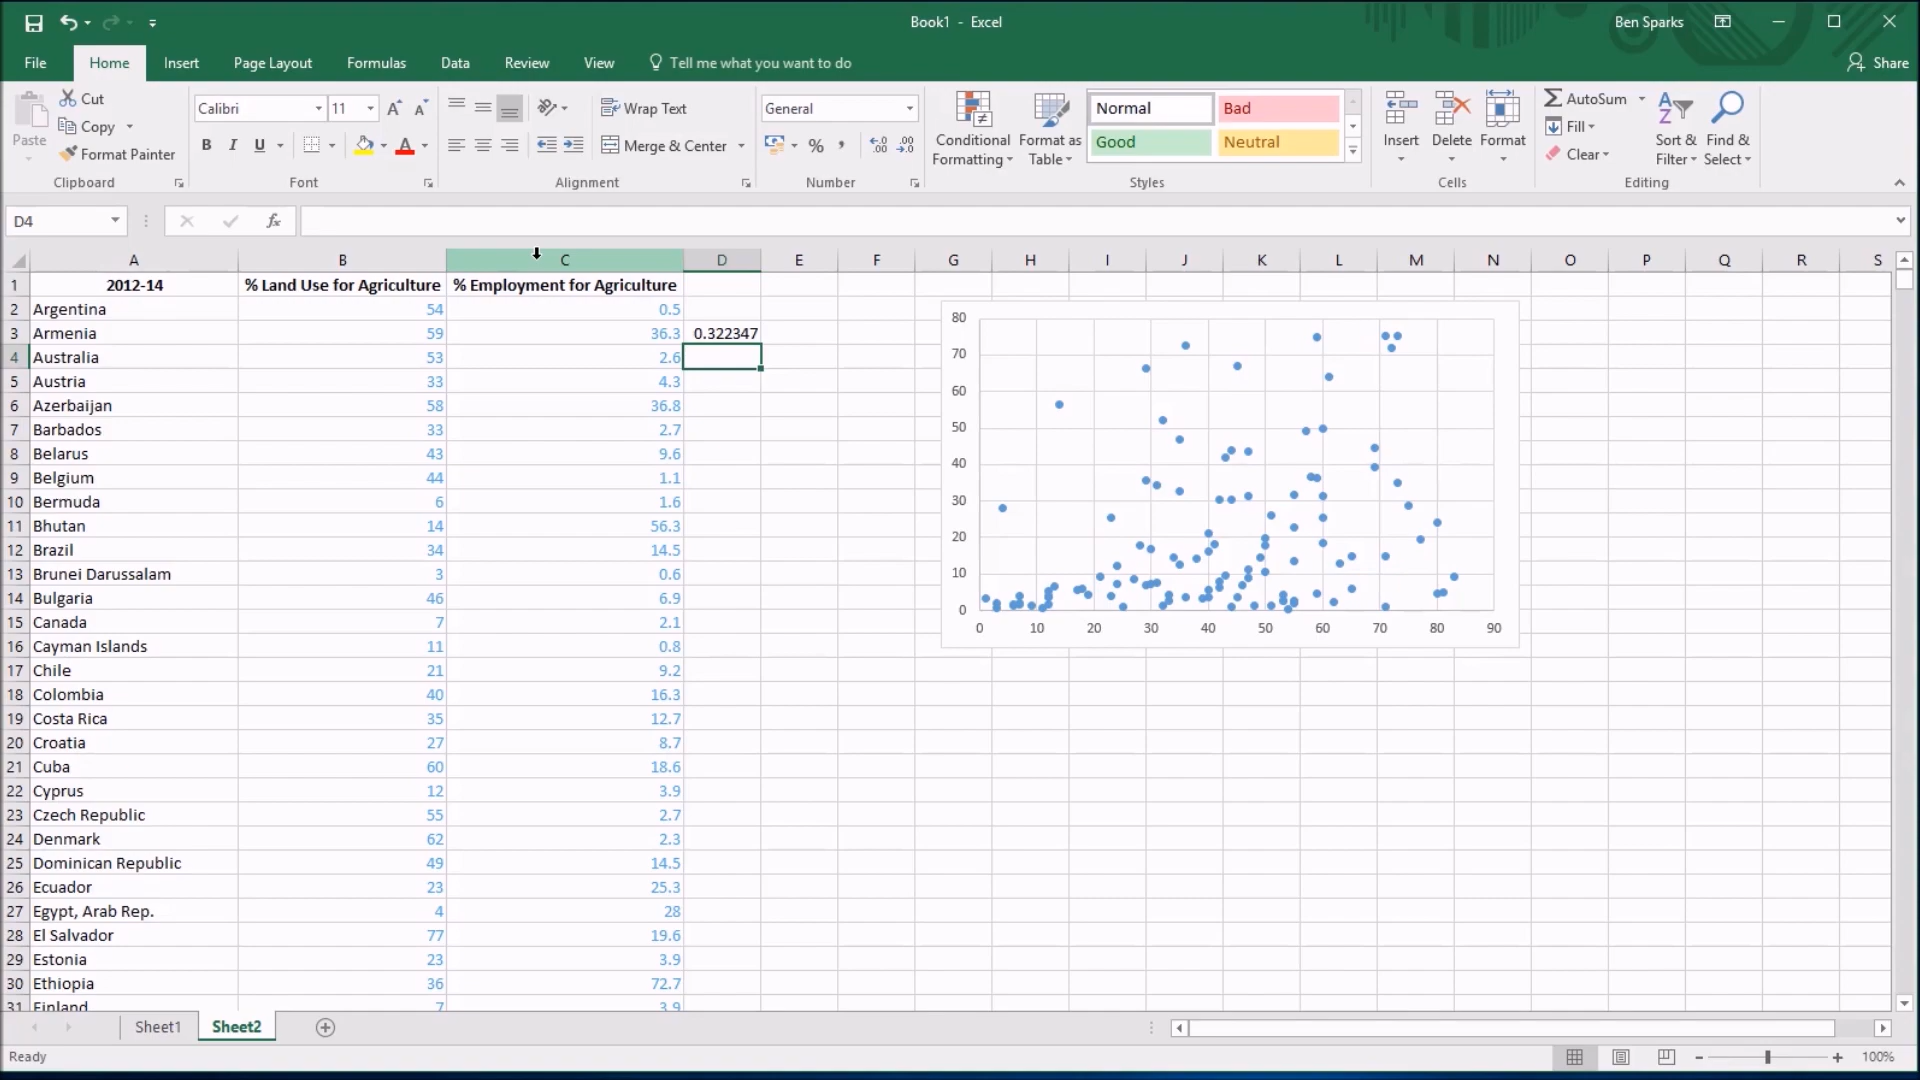 Book1 - Excel
Ben Sparks
File Home Insert Page Layout Formulas Data Review View Tell me what you want to do Share
Paste
Cut
Copy
Format Painter
Clipboard
Calibri 11 A A
B I U A
Font
Wrap Text
Merge & Center
Alignment
General
% , .00 .0
Number
Conditional Formatting
Format as Table
Normal Bad
Good Neutral
Styles
Insert Delete Format
Cells
AutoSum
Fill
Clear
Sort & Filter
Find & Select
Editing
D4 fx
A B C D E F G H I J K L M N O P Q R S
1 2012-14 % Land Use for Agriculture % Employment for Agriculture
2 Argentina 54 0.5
3 Armenia 59 36.3 0.322347
4 Australia 53 2.6
5 Austria 33 4.3
6 Azerbaijan 58 36.8
7 Barbados 33 2.7
8 Belarus 43 9.6
9 Belgium 44 1.1
10 Bermuda 6 1.6
11 Bhutan 14 56.3
12 Brazil 34 14.5
13 Brunei Darussalam 3 0.6
14 Bulgaria 46 6.9
15 Canada 7 2.1
16 Cayman Islands 11 0.8
17 Chile 21 9.2
18 Colombia 40 16.3
19 Costa Rica 35 12.7
20 Croatia 27 8.7
21 Cuba 60 18.6
22 Cyprus 12 3.9
23 Czech Republic 55 2.7
24 Denmark 62 2.3
25 Dominican Republic 49 14.5
26 Ecuador 23 25.3
27 Egypt, Arab Rep. 4 28
28 El Salvador 77 19.6
29 Estonia 23 3.9
30 Ethiopia 36 72.7
31 Finland 7 3.9
80
70
60
50
40
30
20
10
0
0 10 20 30 40 50 60 70 80 90
Sheet1 Sheet2
Ready
100%